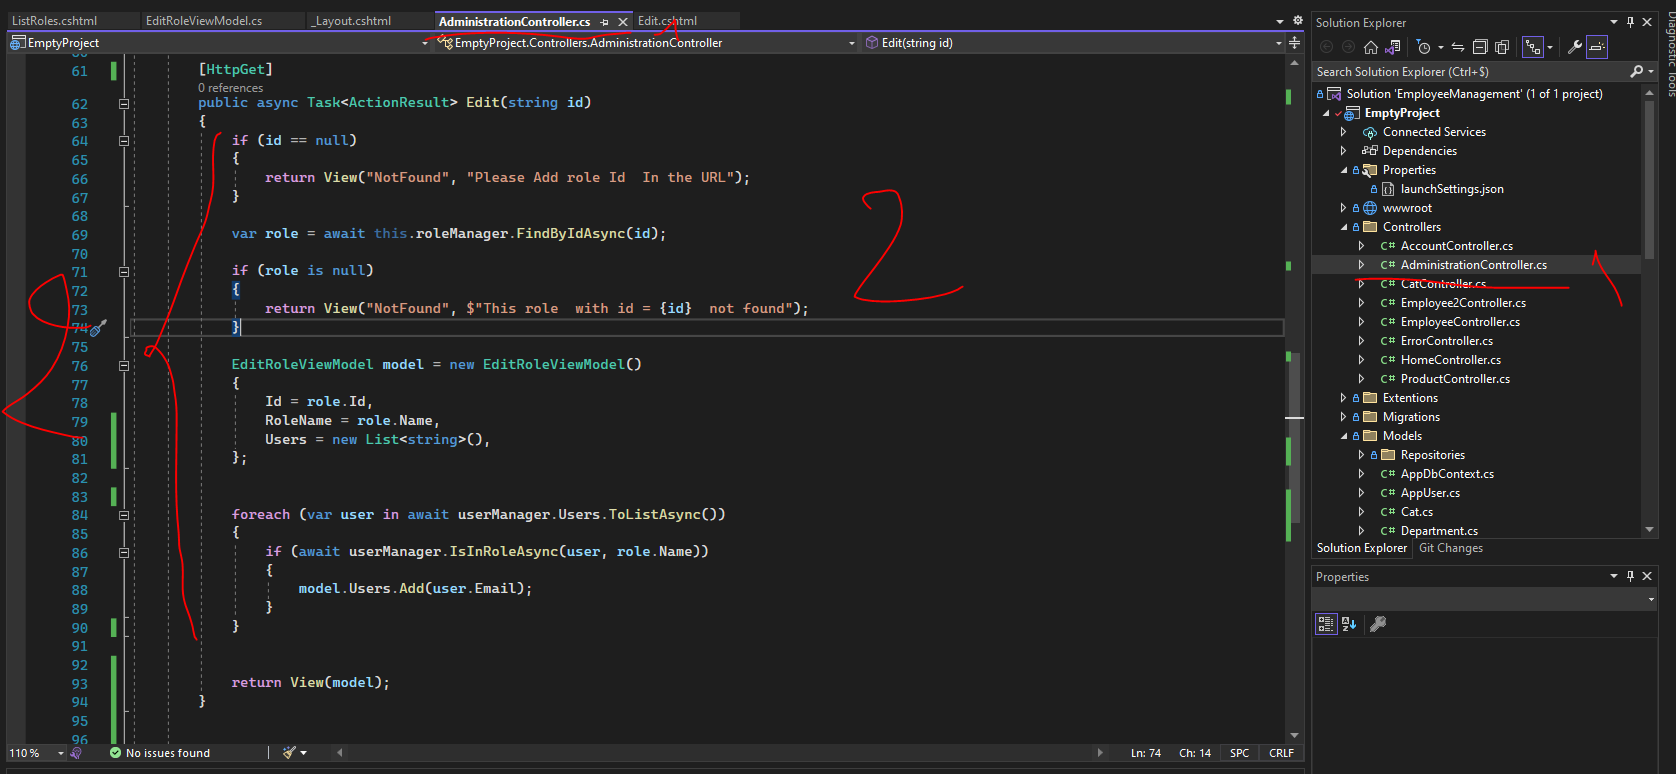 ListRoles.cshtml
EditRoleViewModel.cs
_Layout.cshtml
AdministrationController.cs
Edit.cshtml
EmptyProject
EmptyProject.Controllers.AdministrationController
Edit(string id)
61 [HttpGet]
0 references
62 public async Task<ActionResult> Edit(string id)
63 {
64 if (id == null)
65 {
66 return View("NotFound", "Please Add role Id  In the URL");
67 }
68
69 var role = await this.roleManager.FindByIdAsync(id);
70
71 if (role is null)
72 {
73 return View("NotFound", $"This role  with id = {id}  not found");
74 }
75
76 EditRoleViewModel model = new EditRoleViewModel()
77 {
78 Id = role.Id,
79 RoleName = role.Name,
80 Users = new List<string>(),
81 };
82
83
84 foreach (var user in await userManager.Users.ToListAsync())
85 {
86 if (await userManager.IsInRoleAsync(user, role.Name))
87 {
88 model.Users.Add(user.Email);
89 }
90 }
91
92
93 return View(model);
94 }
95
96
2
110 %
No issues found
Ln: 74
Ch: 14
SPC
CRLF
Solution Explorer
Search Solution Explorer (Ctrl+$)
Solution 'EmployeeManagement' (1 of 1 project)
EmptyProject
Connected Services
Dependencies
Properties
launchSettings.json
wwwroot
Controllers
C# AccountController.cs
C# AdministrationController.cs
C# CatController.cs
C# Employee2Controller.cs
C# EmployeeController.cs
C# ErrorController.cs
C# HomeController.cs
C# ProductController.cs
Extentions
Migrations
Models
Repositories
C# AppDbContext.cs
C# AppUser.cs
C# Cat.cs
C# Department.cs
Solution Explorer
Git Changes
Properties
Diagnostic Tools